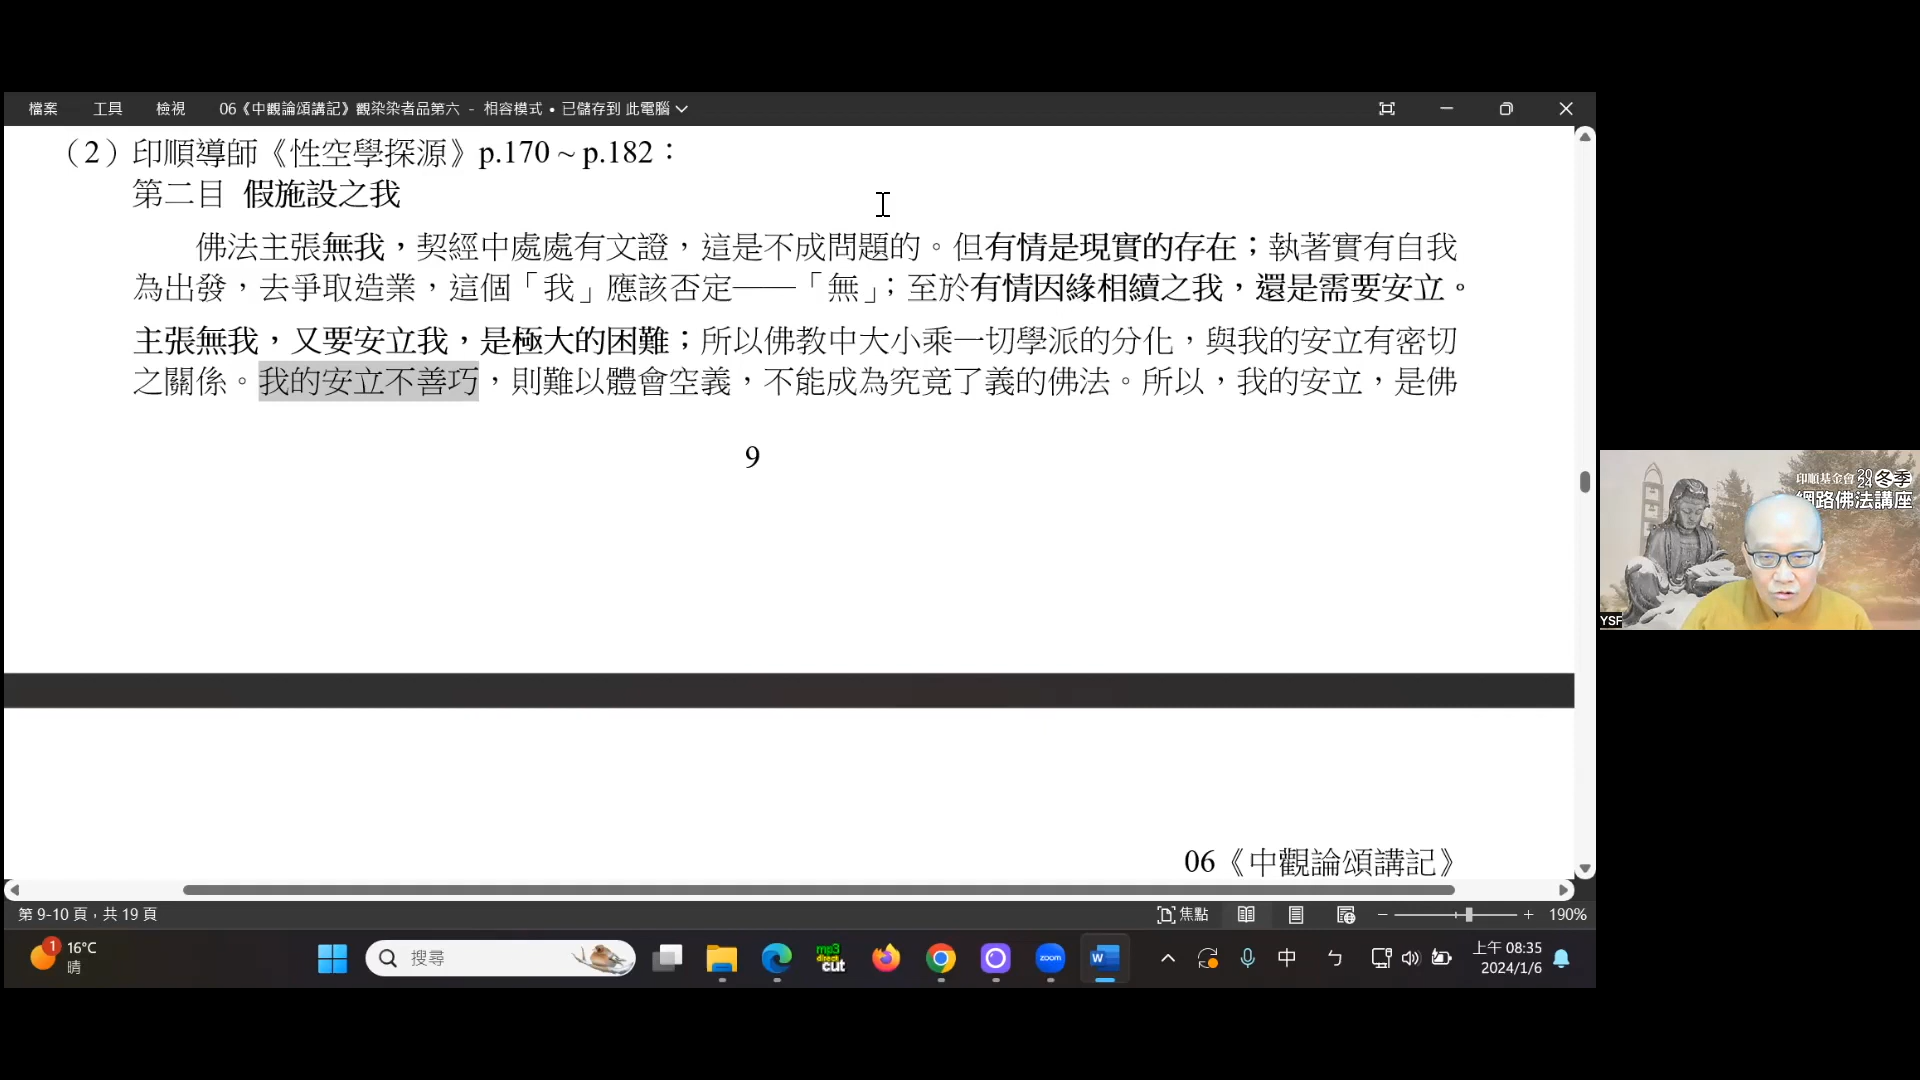 檔案 工具 檢視 06《中觀論頌講記》觀染染者品第六 - 相容模式 • 已儲存到 此電腦
（2）印順導師《性空學探源》p.170 ~ p.182：
第二目 假施設之我
佛法主張無我，契經中處處有文證，這是不成問題的。但有情是現實的存在；執著實有自我
為出發，去爭取造業，這個「我」應該否定──「無」；至於有情因緣相續之我，還是需要安立。
主張無我，又要安立我，是極大的困難；所以佛教中大小乘一切學派的分化，與我的安立有密切
之關係。我的安立不善巧，則難以體會空義，不能成為究竟了義的佛法。所以，我的安立，是佛
9
印順基金會 2024 冬季
網路佛法講座
YSF
06《中觀論頌講記》
第 9-10 頁，共 19 頁 焦點 190%
1 16°C
晴
搜尋
mp3
direct
cut
zoom
W
中
ㄅ
上午 08:35
2024/1/6